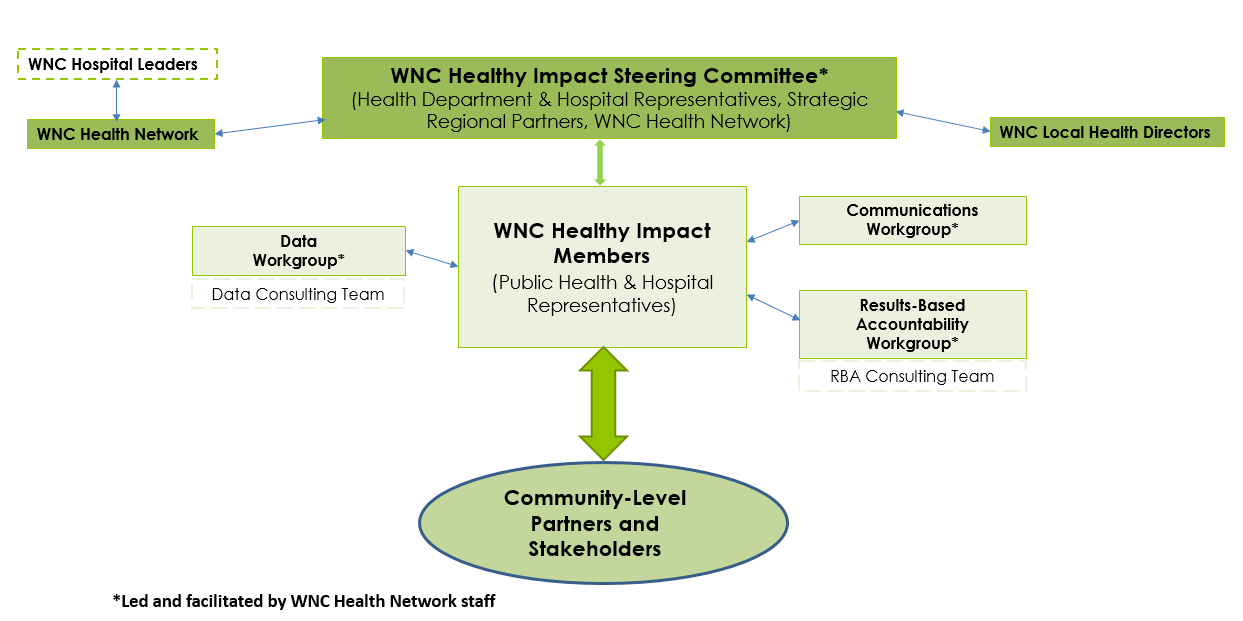 WNC Hospital Leaders
WNC Health Network
WNC Healthy Impact Steering Committee*
(Health Department & Hospital Representatives, Strategic
Regional Partners, WNC Health Network)
WNC Local Health Directors
Data
Workgroup*
Data Consulting Team
WNC Healthy Impact
Members
(Public Health & Hospital
Representatives)
Communications
Workgroup*
Results-Based
Accountability
Workgroup*
RBA Consulting Team
Community-Level
Partners and
Stakeholders
*Led and facilitated by WNC Health Network staff